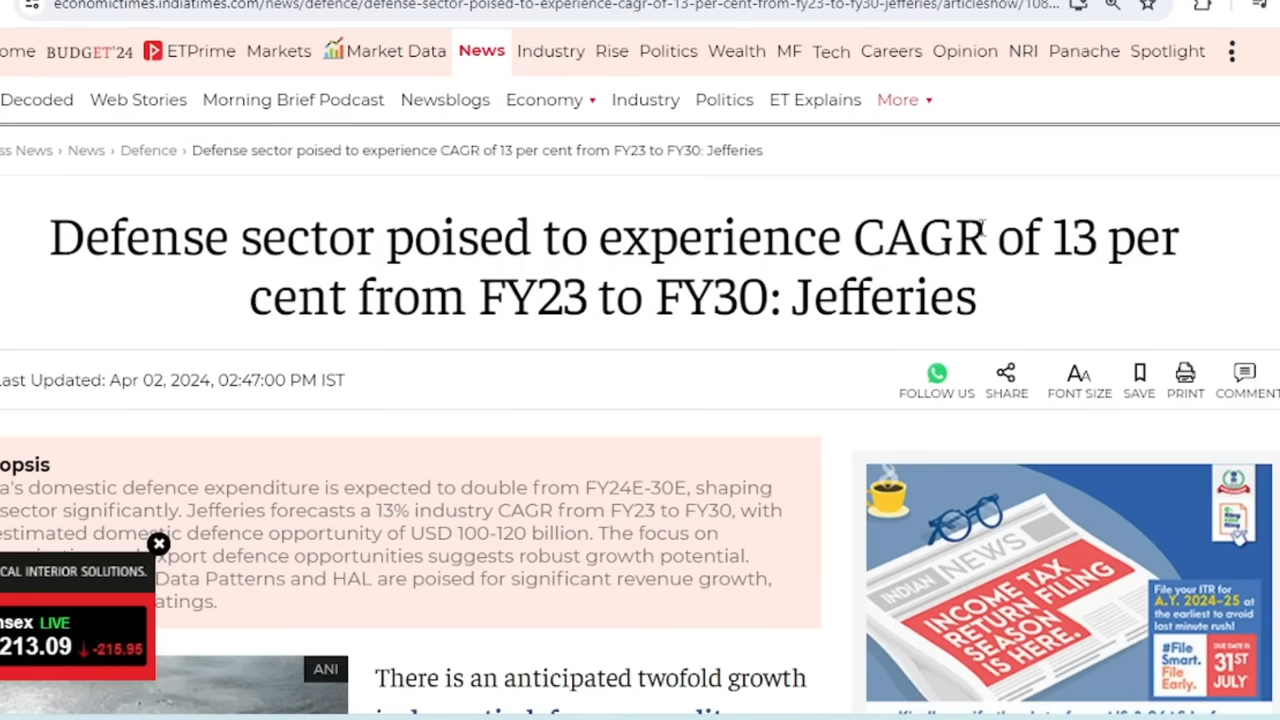 economictimes.indiatimes.com/news/defence/defense-sector-poised-to-experience-cagr-of-13-per-cent-from-fy23-to-fy30-jefferies/articleshow/108...
ome BUDGET'24 ETPrime Markets Market Data News Industry Rise Politics Wealth MF Tech Careers Opinion NRI Panache Spotlight
Decoded Web Stories Morning Brief Podcast Newsblogs Economy Industry Politics ET Explains More
ss News › News › Defence › Defense sector poised to experience CAGR of 13 per cent from FY23 to FY30: Jefferies
Defense sector poised to experience CAGR of 13 per
cent from FY23 to FY30: Jefferies
ast Updated: Apr 02, 2024, 02:47:00 PM IST
FOLLOW US SHARE FONT SIZE SAVE PRINT COMMENT
opsis
a's domestic defence expenditure is expected to double from FY24E-30E, shaping
sector significantly. Jefferies forecasts a 13% industry CAGR from FY23 to FY30, with
estimated domestic defence opportunity of USD 100-120 billion. The focus on
xport defence opportunities suggests robust growth potential.
Data Patterns and HAL are poised for significant revenue growth,
atings.
CAL INTERIOR SOLUTIONS.
nsex LIVE
213.09 -215.95
ANI
There is an anticipated twofold growth
INDIAN NEWS
INCOME TAX
RETURN FILING
SEASON
IS HERE.
File your ITR for
A.Y. 2024-25 at
the earliest to avoid
last minute rush!
#File
Smart.
File
Early.
DUE DATE IS
31ST
JULY